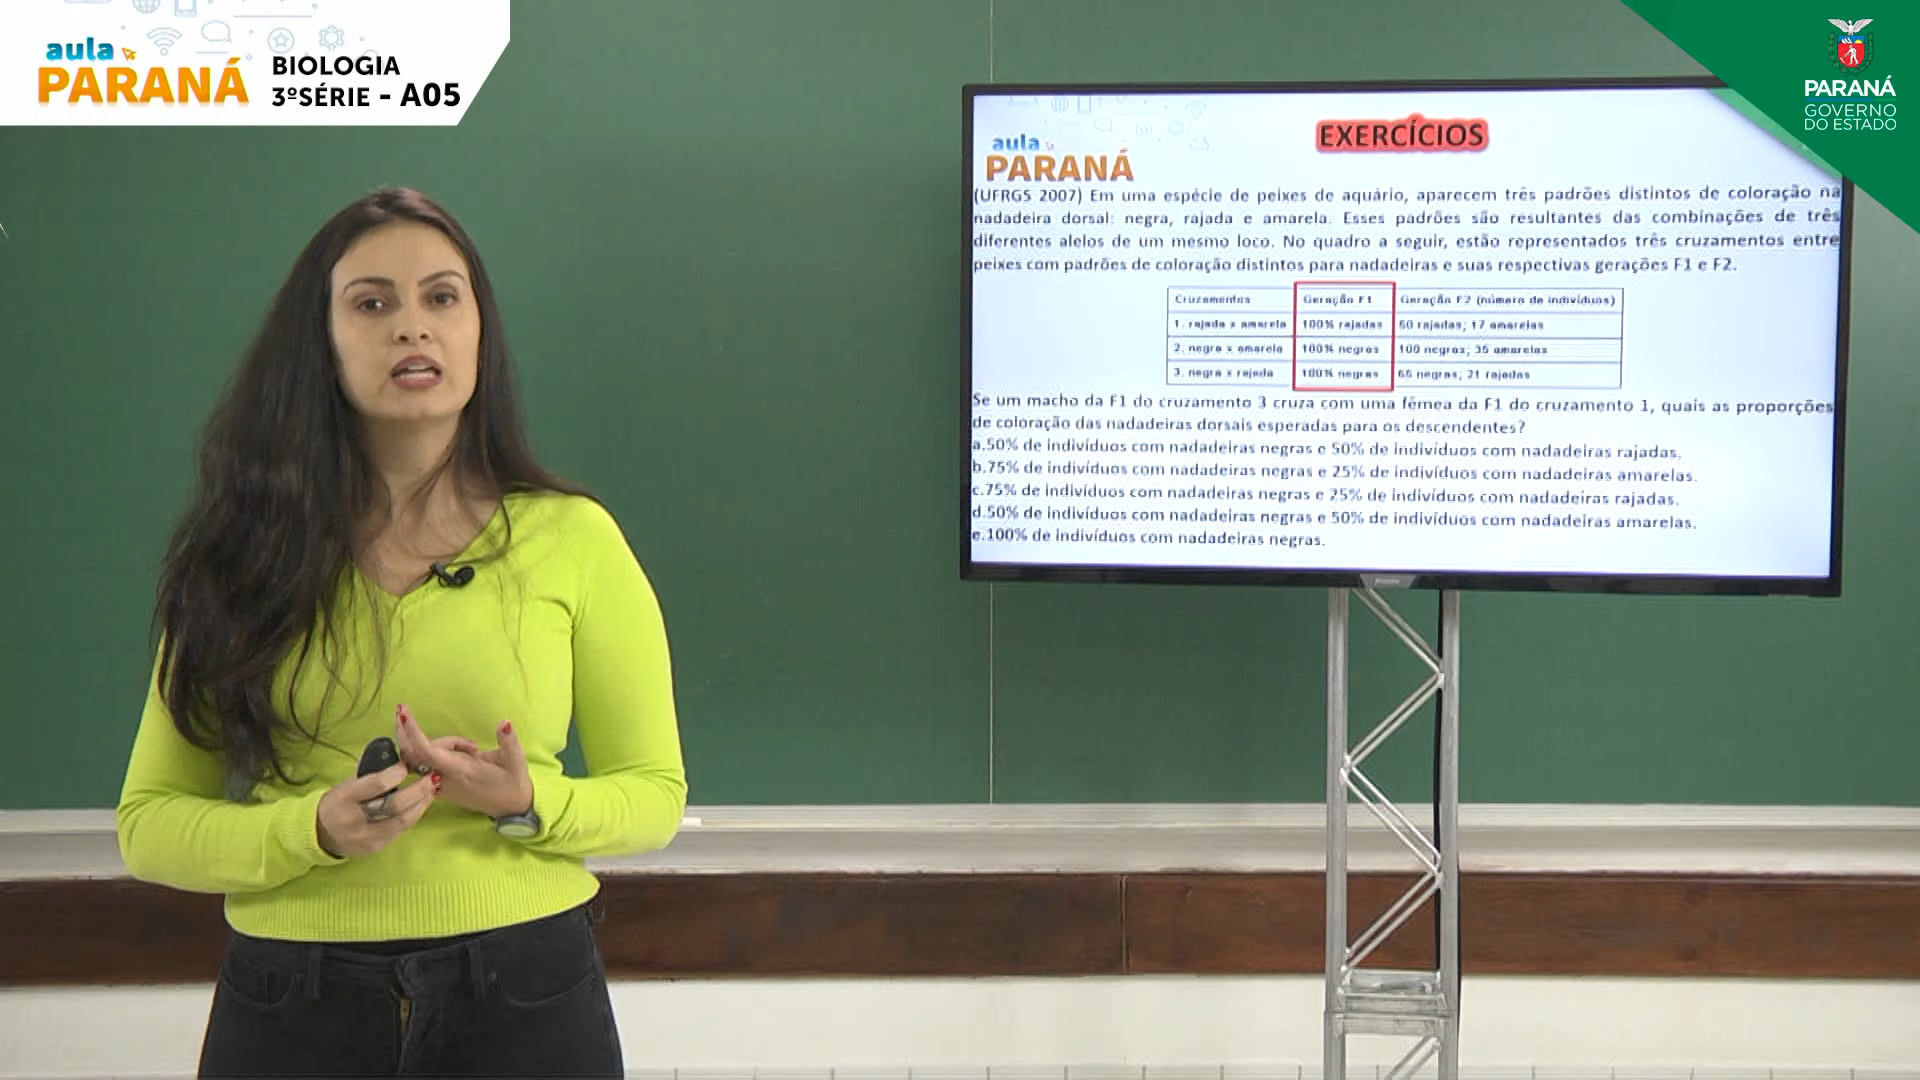 aula
PARANÁ
BIOLOGIA
3ºSÉRIE - A05
PARANÁ
GOVERNO
DO ESTADO
aula
PARANÁ
EXERCÍCIOS
(UFRGS 2007) Em uma espécie de peixes de aquário, aparecem três padrões distintos de coloração na
nadadeira dorsal: negra, rajada e amarela. Esses padrões são resultantes das combinações de três
diferentes alelos de um mesmo loco. No quadro a seguir, estão representados três cruzamentos entre
peixes com padrões de coloração distintos para nadadeiras e suas respectivas gerações F1 e F2.
Cruzamentos Geração F1 Geração F2 (número de indivíduos)
1. rajada x amarela 100% rajadas 50 rajadas; 17 amarelas
2. negra x amarela 100% negras 100 negras; 35 amarelas
3. negra x rajada 100% negras 66 negras; 21 rajadas
Se um macho da F1 do cruzamento 3 cruza com uma fêmea da F1 do cruzamento 1, quais as proporções
de coloração das nadadeiras dorsais esperadas para os descendentes?
a.50% de indivíduos com nadadeiras negras e 50% de indivíduos com nadadeiras rajadas.
b.75% de indivíduos com nadadeiras negras e 25% de indivíduos com nadadeiras amarelas.
c.75% de indivíduos com nadadeiras negras e 25% de indivíduos com nadadeiras rajadas.
d.50% de indivíduos com nadadeiras negras e 50% de indivíduos com nadadeiras amarelas.
e.100% de indivíduos com nadadeiras negras.